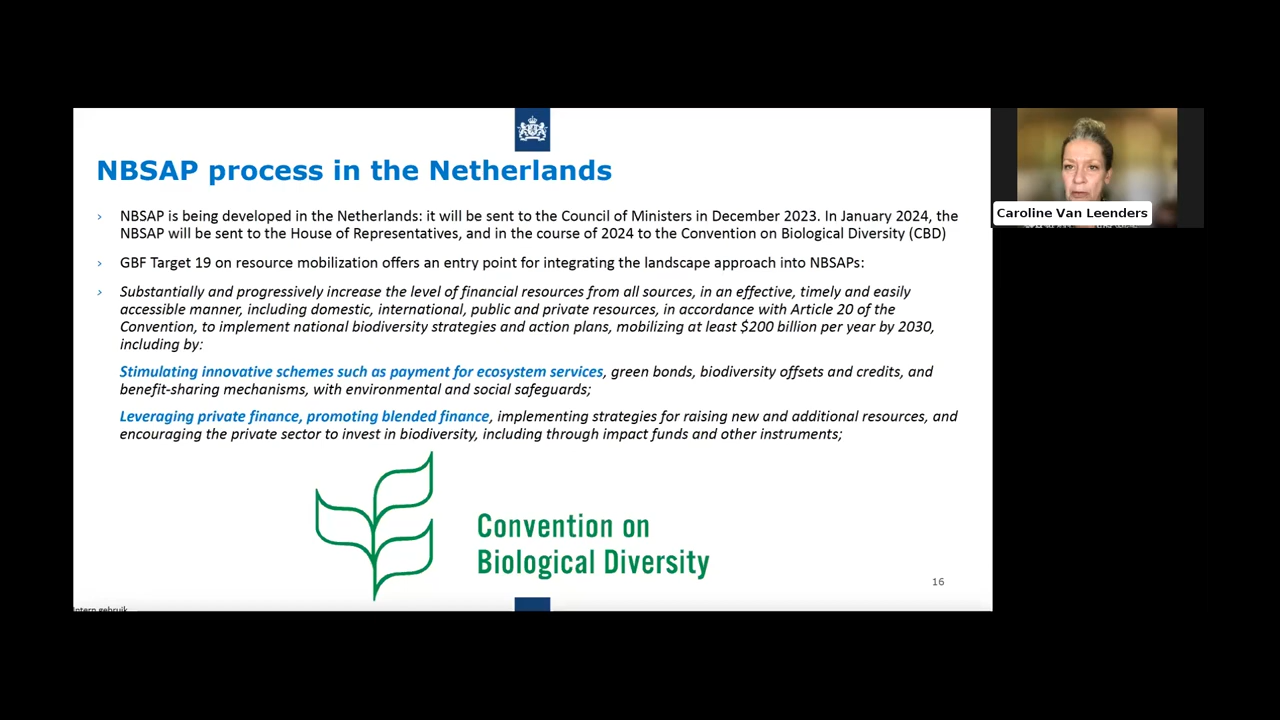 NBSAP process in the Netherlands
› NBSAP is being developed in the Netherlands: it will be sent to the Council of Ministers in December 2023. In January 2024, the
NBSAP will be sent to the House of Representatives, and in the course of 2024 to the Convention on Biological Diversity (CBD)
› GBF Target 19 on resource mobilization offers an entry point for integrating the landscape approach into NBSAPs:
› Substantially and progressively increase the level of financial resources from all sources, in an effective, timely and easily
accessible manner, including domestic, international, public and private resources, in accordance with Article 20 of the
Convention, to implement national biodiversity strategies and action plans, mobilizing at least $200 billion per year by 2030,
including by:
Stimulating innovative schemes such as payment for ecosystem services, green bonds, biodiversity offsets and credits, and
benefit-sharing mechanisms, with environmental and social safeguards;
Leveraging private finance, promoting blended finance, implementing strategies for raising new and additional resources, and
encouraging the private sector to invest in biodiversity, including through impact funds and other instruments;
Convention on
Biological Diversity
16
Intern gebruik
Caroline Van Leenders